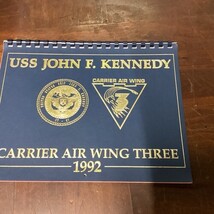 USS JOHN F. KENNEDY
CARRIER AIR WING
CARRIER AIR WING THREE
1992